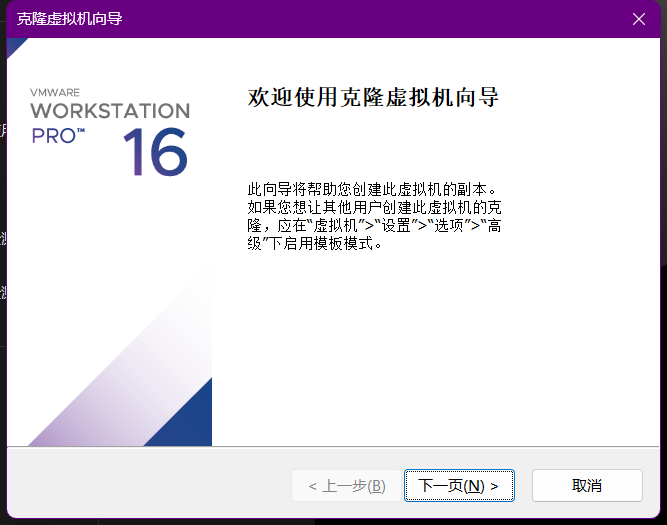 克隆虚拟机向导
VMWARE
WORKSTATION
PRO™ 16
欢迎使用克隆虚拟机向导
此向导将帮助您创建此虚拟机的副本。
如果您想让其他用户创建此虚拟机的克
隆，应在“虚拟机”>“设置”>“选项”>“高
级”下启用模板模式。
< 上一步(B)
下一页(N) >
取消